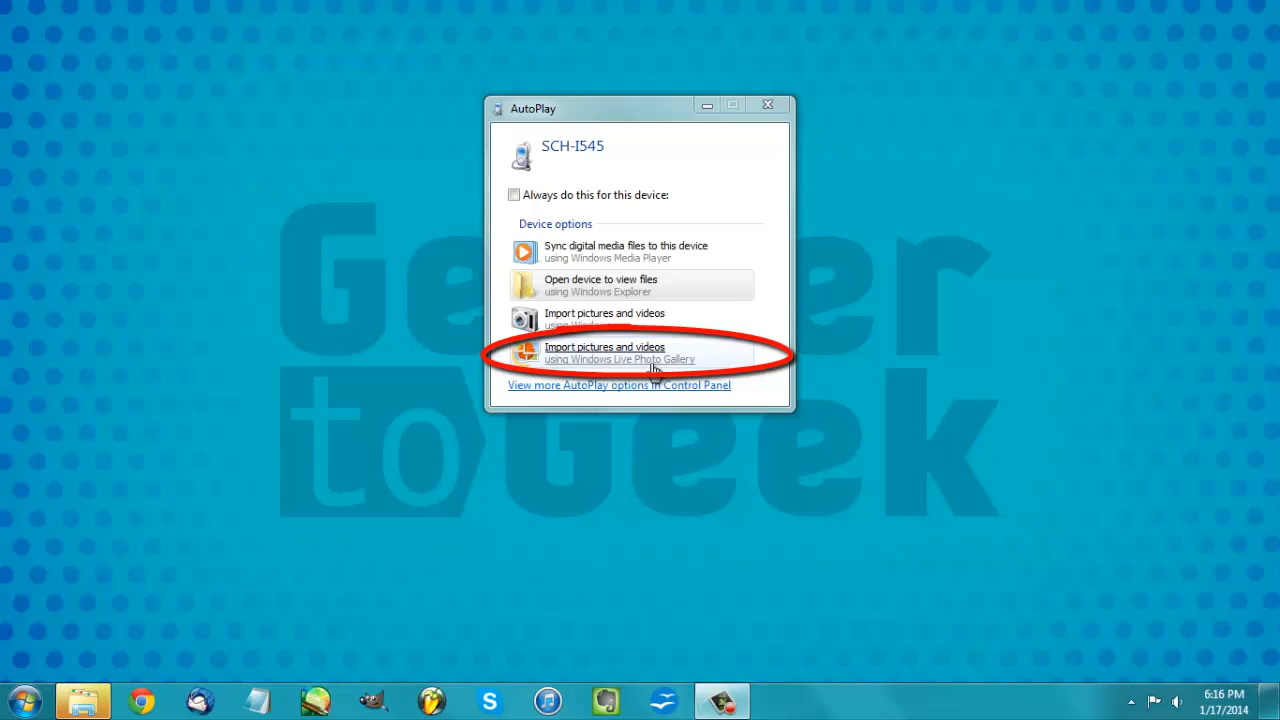 AutoPlay
SCH-I545
Always do this for this device:
Device options
Sync digital media files to this device
using Windows Media Player
Open device to view files
using Windows Explorer
Import pictures and videos
using Windows
Import pictures and videos
using Windows Live Photo Gallery
View more AutoPlay options in Control Panel
to Geek
6:16 PM
1/17/2014